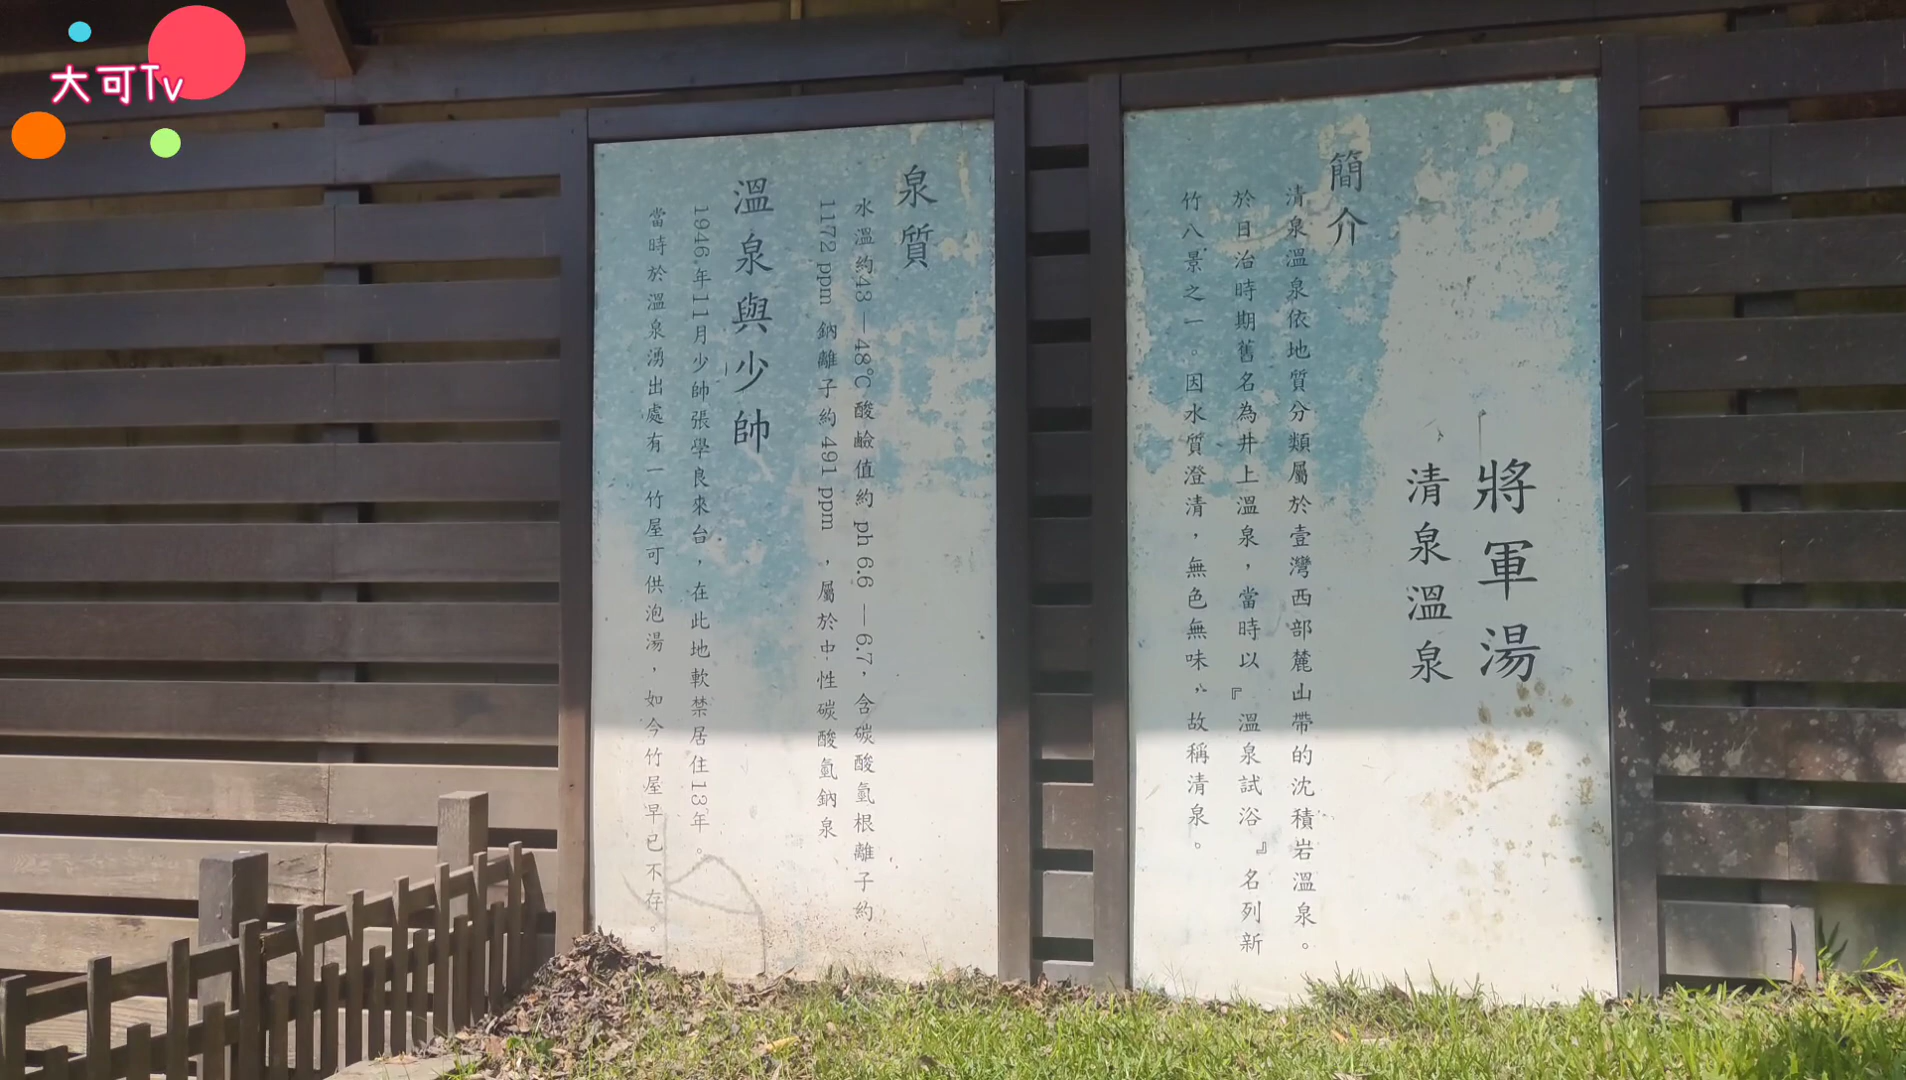 大可Tv
將軍湯
清泉溫泉
簡介
清泉溫泉依地質分類屬於壹灣西部麓山帶的沈積岩溫泉。
於日治時期舊名為井上溫泉，當時以『溫泉試浴』名列新
竹八景之一。因水質澄清，無色無味，故稱清泉。
泉質
水溫約43－48℃酸鹼值約 ph 6.6 — 6.7，含碳酸氫根離子約
1172 ppm 鈉離子約 491 ppm ，屬於中性碳酸氫鈉泉
溫泉與少帥
1946年11月少帥張學良來台，在此地軟禁居住13年。
當時於溫泉湧出處有一竹屋可供泡湯，如今竹屋早已不存。